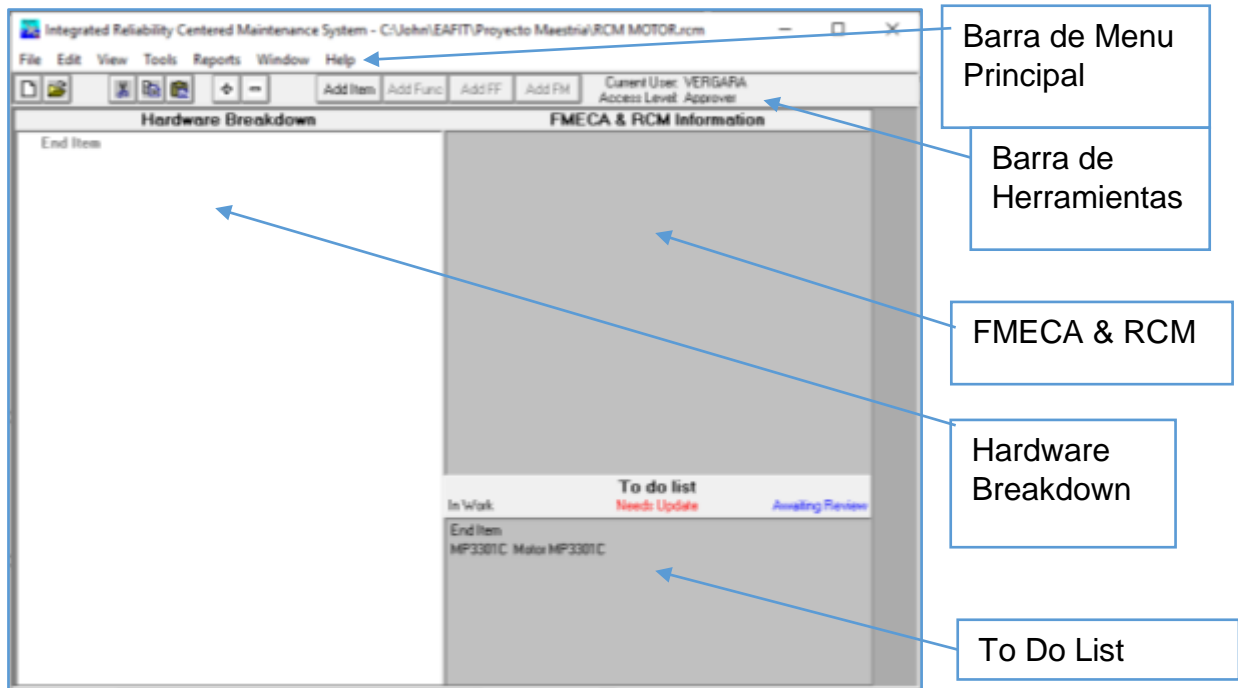 Integrated Reliability Centered Maintenance System - C:\John\EAFIT\Proyecto Maestria\RCM MOTOR.rcm
File Edit View Tools Reports Window Help
Add Item Add Func Add FF Add FM
Current User: VERGARA
Access Level: Approver
Hardware Breakdown
FMECA & RCM Information
End Item
To do list
In Work Needs Update Awaiting Review
End Item
MP3301C Motor MP3301C
Barra de Menu
Principal
Barra de
Herramientas
FMECA & RCM
Hardware
Breakdown
To Do List